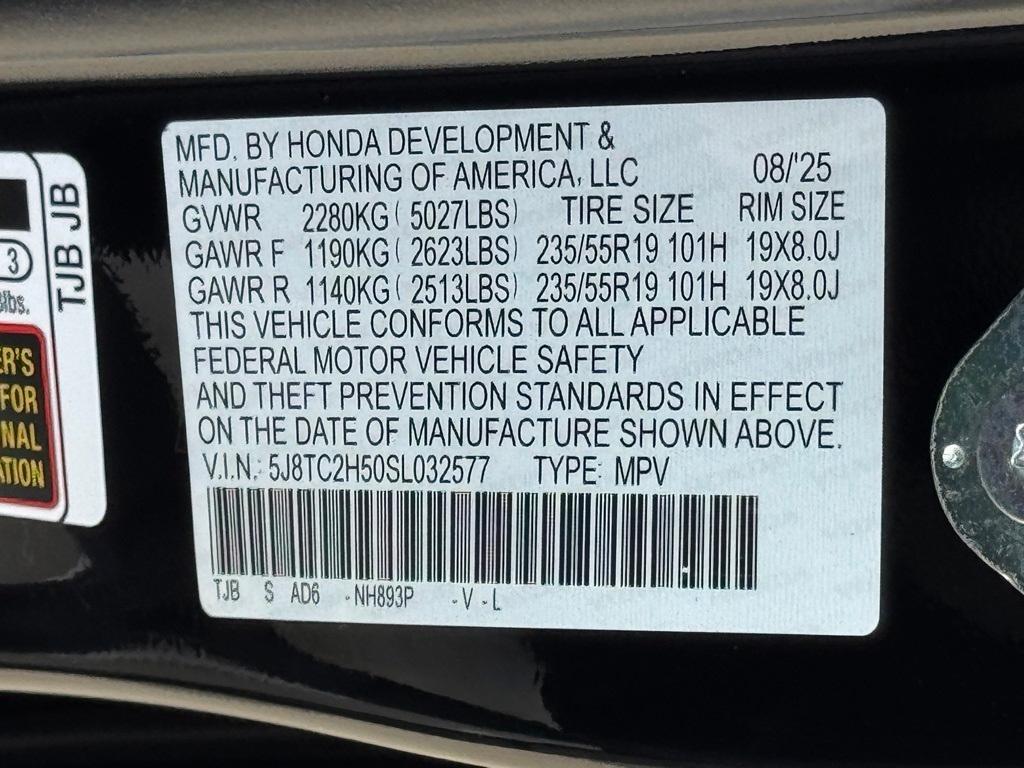 MFD. BY HONDA DEVELOPMENT &
MANUFACTURING OF AMERICA, LLC 08/'25
GVWR 2280KG ( 5027LBS) TIRE SIZE RIM SIZE
GAWR F 1190KG ( 2623LBS) 235/55R19 101H 19X8.0J
GAWR R 1140KG ( 2513LBS) 235/55R19 101H 19X8.0J
THIS VEHICLE CONFORMS TO ALL APPLICABLE
FEDERAL MOTOR VEHICLE SAFETY
AND THEFT PREVENTION STANDARDS IN EFFECT
ON THE DATE OF MANUFACTURE SHOWN ABOVE.
V.I.N.: 5J8TC2H50SL032577 TYPE: MPV
TJB S AD6 -NH893P -V -L
TJB JB
3
lbs.
ER'S
FOR
NAL
ATION